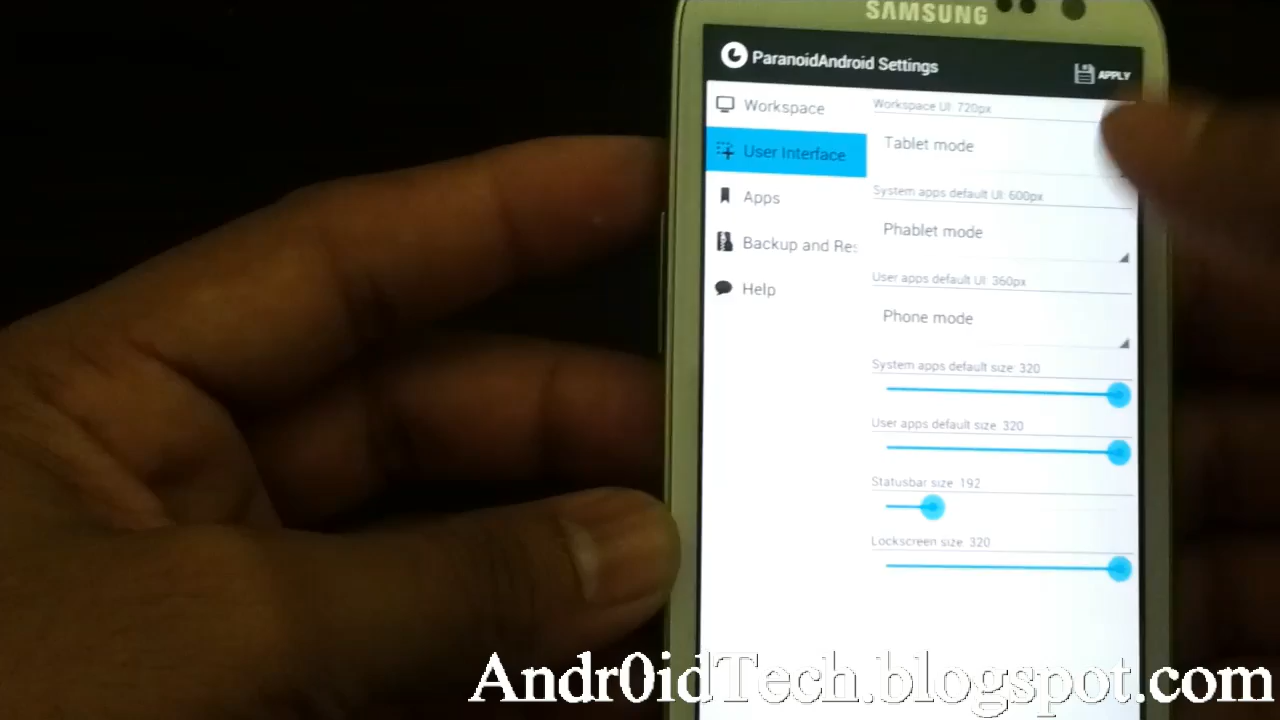 SAMSUNG
ParanoidAndroid Settings
APPLY
Workspace
User Interface
Apps
Backup and Res
Help
Workspace UI: 720px
Tablet mode
System apps default UI: 600px
Phablet mode
User apps default UI: 360px
Phone mode
System apps default size: 320
User apps default size: 320
Statusbar size: 192
Lockscreen size: 320
Andr0idTech.blogspot.com